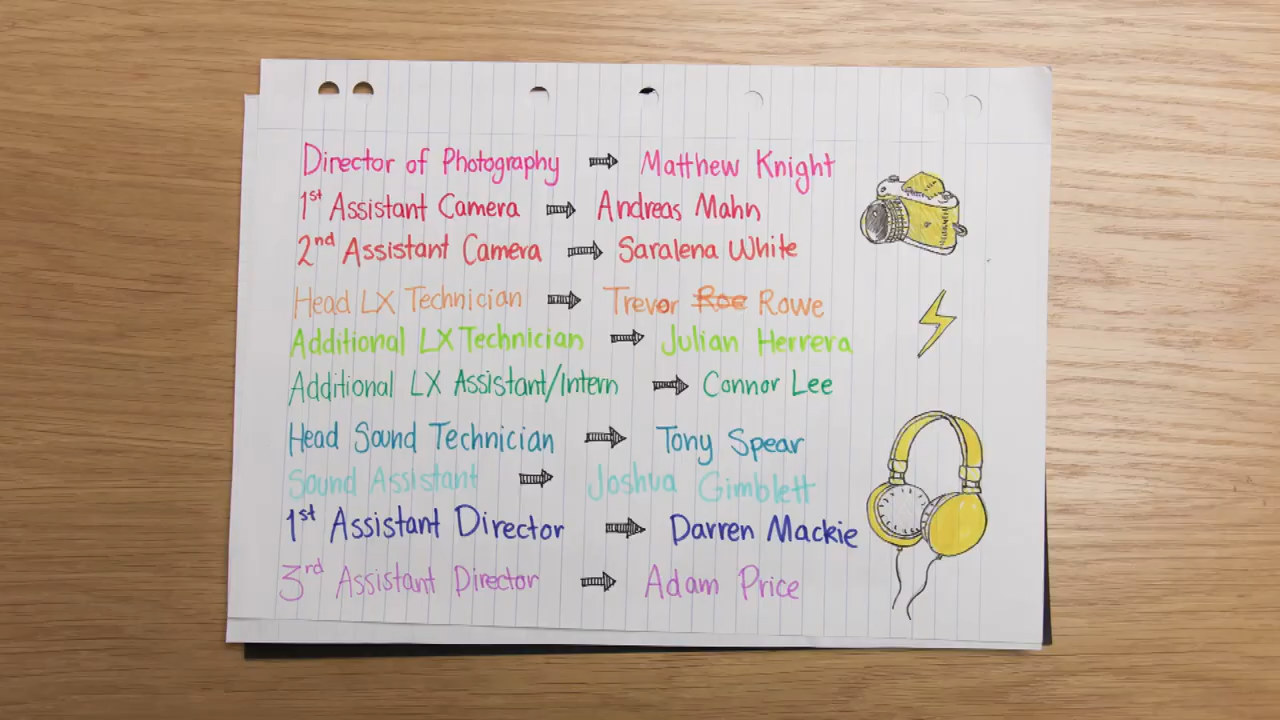 Director of Photography ⇒ Matthew Knight
1st Assistant Camera ⇒ Andreas Mahn
2nd Assistant Camera ⇒ Saralena White
Head LX Technician ⇒ Trevor Roe Rowe
Additional LX Technician ⇒ Julian Herrera
Additional LX Assistant/Intern ⇒ Connor Lee
Head Sound Technician ⇒ Tony Spear
Sound Assistant ⇒ Joshua Gimblett
1st Assistant Director ⇒ Darren Mackie
3rd Assistant Director ⇒ Adam Price